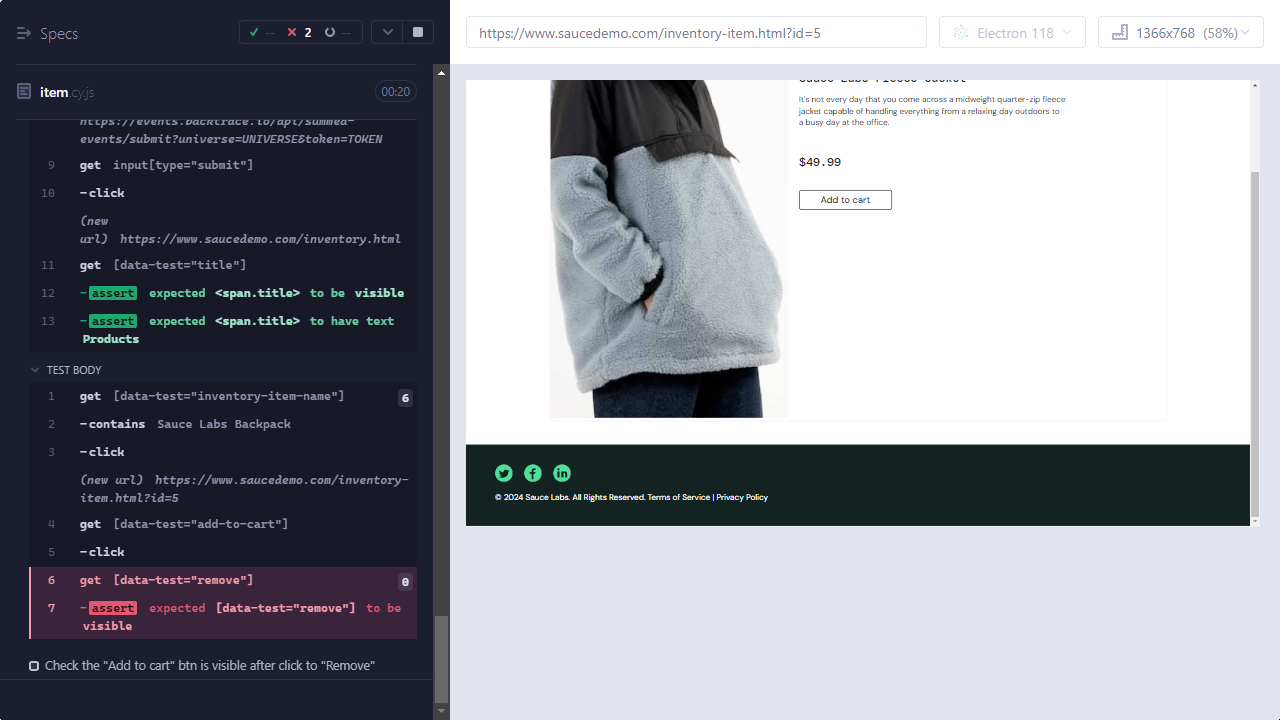 Specs
-- 2 --
item.cy.js
00:20
events/submit?universe=UNIVERSE&token=TOKEN
9 get input[type="submit"]
10 -click
(new
url) https://www.saucedemo.com/inventory.html
11 get [data-test="title"]
12 -assert expected <span.title> to be visible
13 -assert expected <span.title> to have text
Products
TEST BODY
1 get [data-test="inventory-item-name"] 6
2 -contains Sauce Labs Backpack
3 -click
(new url) https://www.saucedemo.com/inventory-
item.html?id=5
4 get [data-test="add-to-cart"]
5 -click
6 get [data-test="remove"] 0
7 -assert expected [data-test="remove"] to be
visible
Check the "Add to cart" btn is visible after click to "Remove"
https://www.saucedemo.com/inventory-item.html?id=5
Electron 118
1366x768 (58%)
Sauce Labs Fleece Jacket
It's not every day that you come across a midweight quarter-zip fleece
jacket capable of handling everything from a relaxing day outdoors to
a busy day at the office.
$49.99
Add to cart
© 2024 Sauce Labs. All Rights Reserved. Terms of Service | Privacy Policy